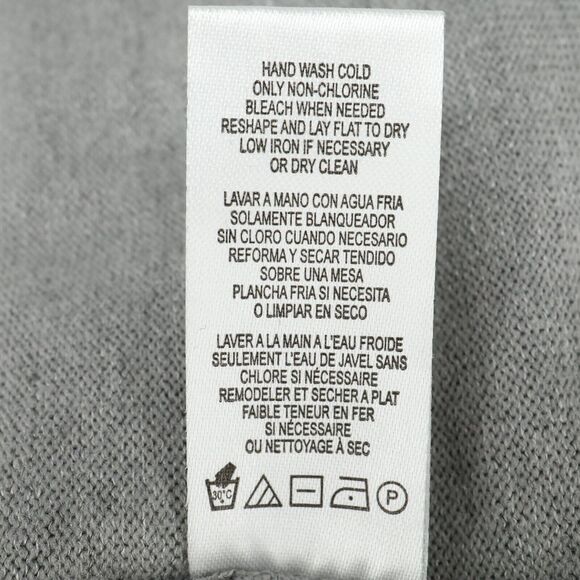 HAND WASH COLD
ONLY NON-CHLORINE
BLEACH WHEN NEEDED
RESHAPE AND LAY FLAT TO DRY
LOW IRON IF NECESSARY
OR DRY CLEAN
LAVAR A MANO CON AGUA FRIA
SOLAMENTE BLANQUEADOR
SIN CLORO CUANDO NECESARIO
REFORMA Y SECAR TENDIDO
SOBRE UNA MESA
PLANCHA FRIA SI NECESITA
O LIMPIAR EN SECO
LAVER A LA MAIN A L'EAU FROIDE
SEULEMENT L'EAU DE JAVEL SANS
CHLORE SI NÉCESSAIRE
REMODELER ET SECHER A PLAT
FAIBLE TENEUR EN FER
SI NÉCESSAIRE
OU NETTOYAGE À SEC
30°C P